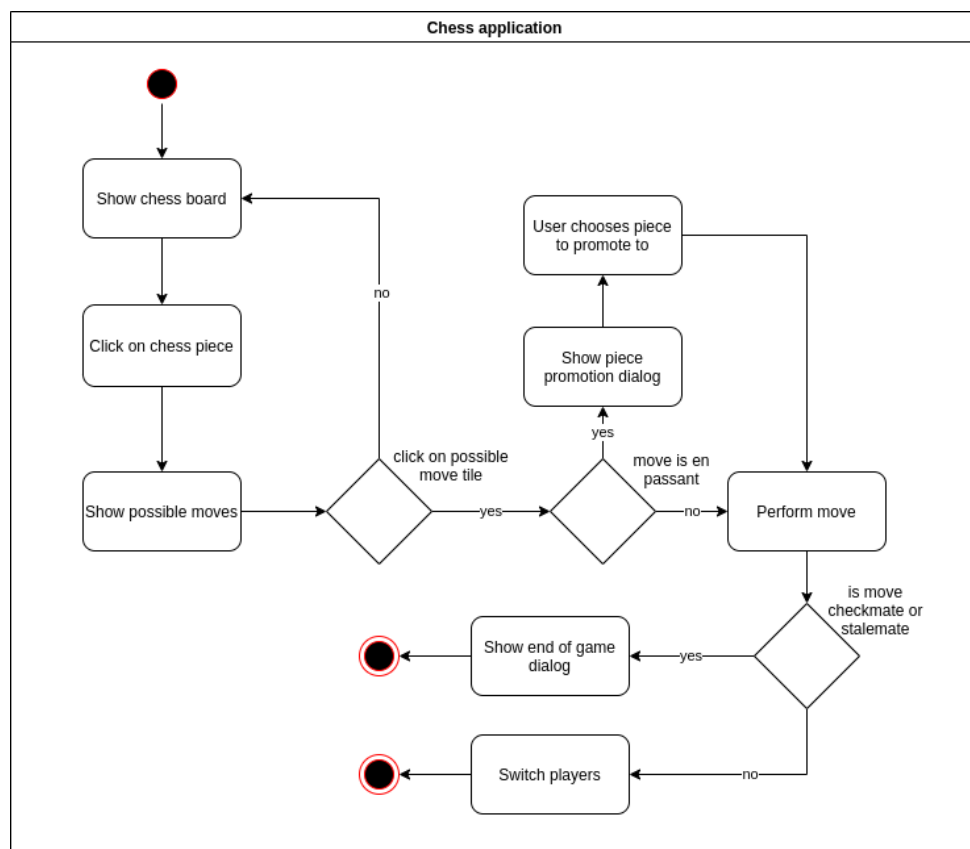 Chess application
Show chess board
User chooses piece
to promote to
no
Click on chess piece
Show piece
promotion dialog
yes
click on possible
move tile
move is en
passant
Show possible moves
yes
no
Perform move
is move
checkmate or
stalemate
Show end of game
dialog
yes
Switch players
no